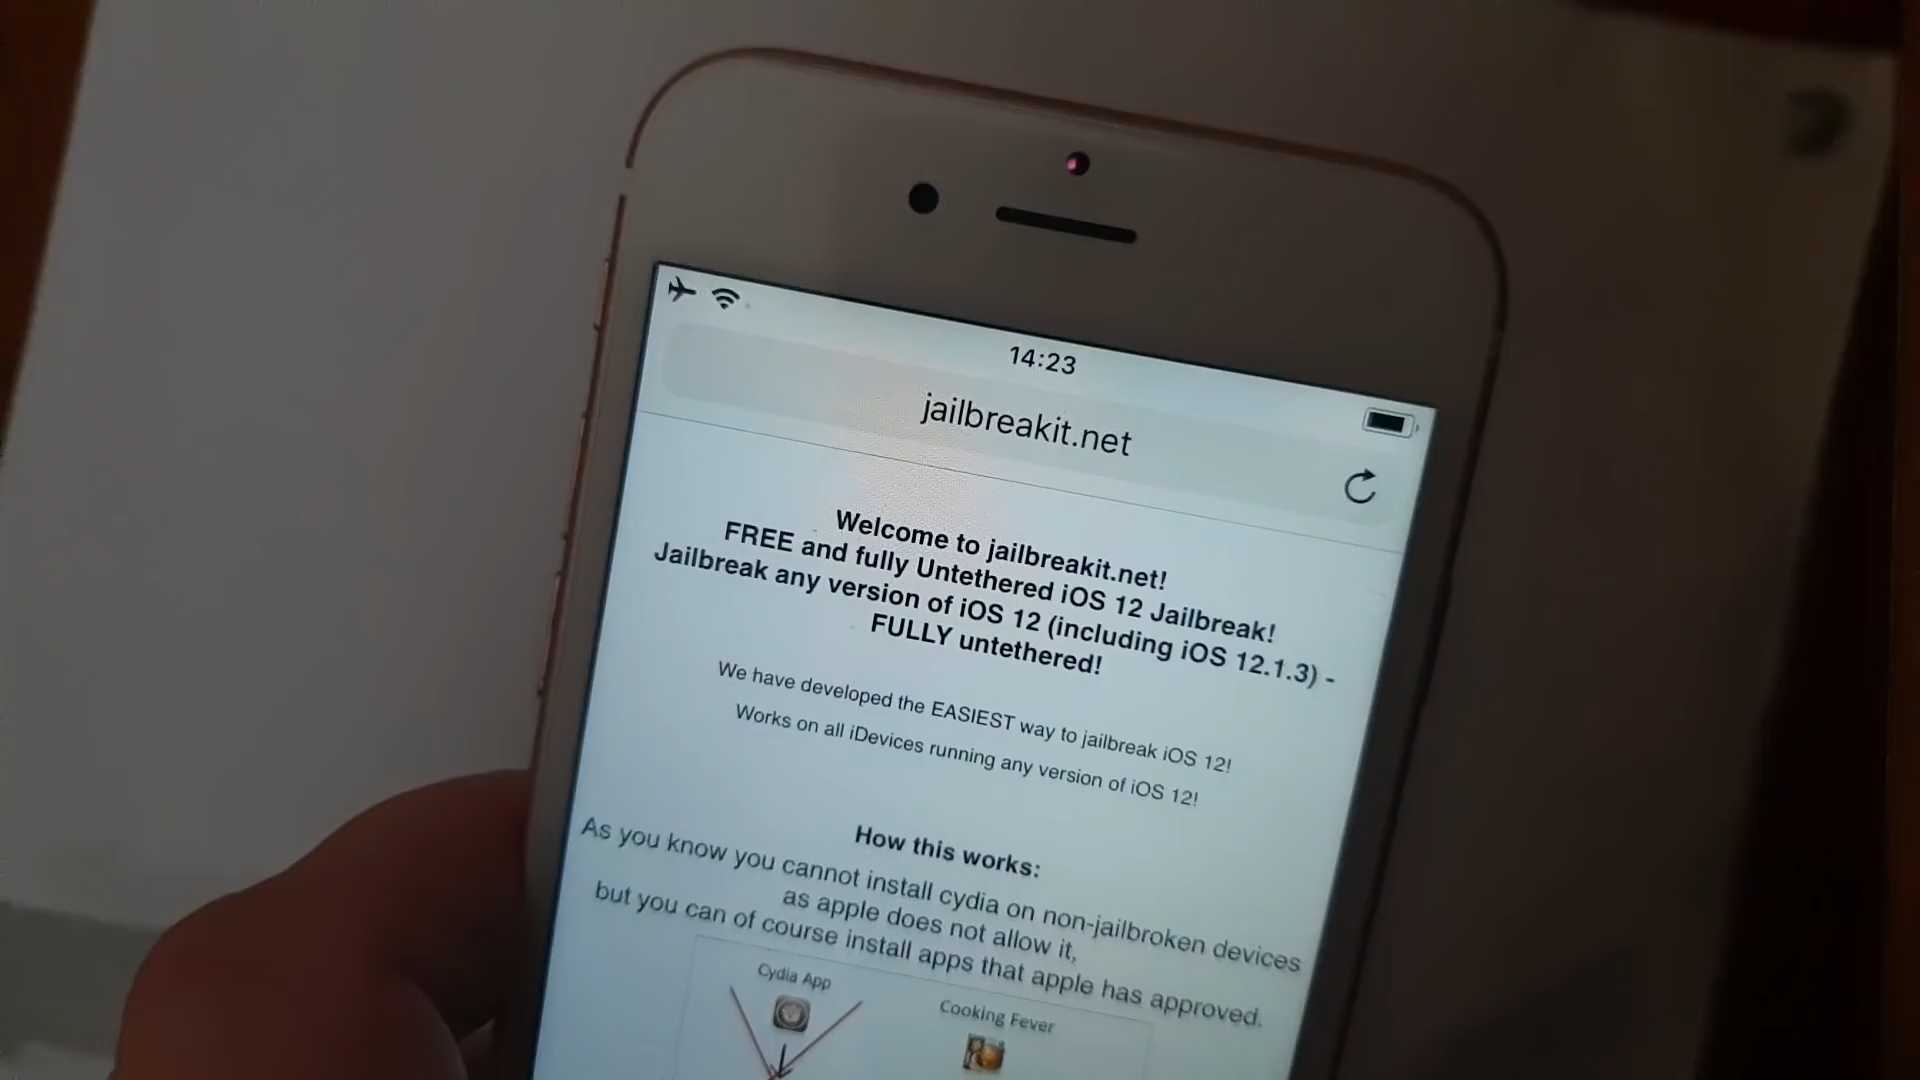 14:23
jailbreakit.net
Welcome to jailbreakit.net!
FREE and fully Untethered iOS 12 Jailbreak!
Jailbreak any version of iOS 12 (including iOS 12.1.3) -
FULLY untethered!
We have developed the EASIEST way to jailbreak iOS 12!
Works on all iDevices running any version of iOS 12!
How this works:
As you know you cannot install cydia on non-jailbroken devices
as apple does not allow it,
but you can of course install apps that apple has approved.
Cydia App
Cooking Fever